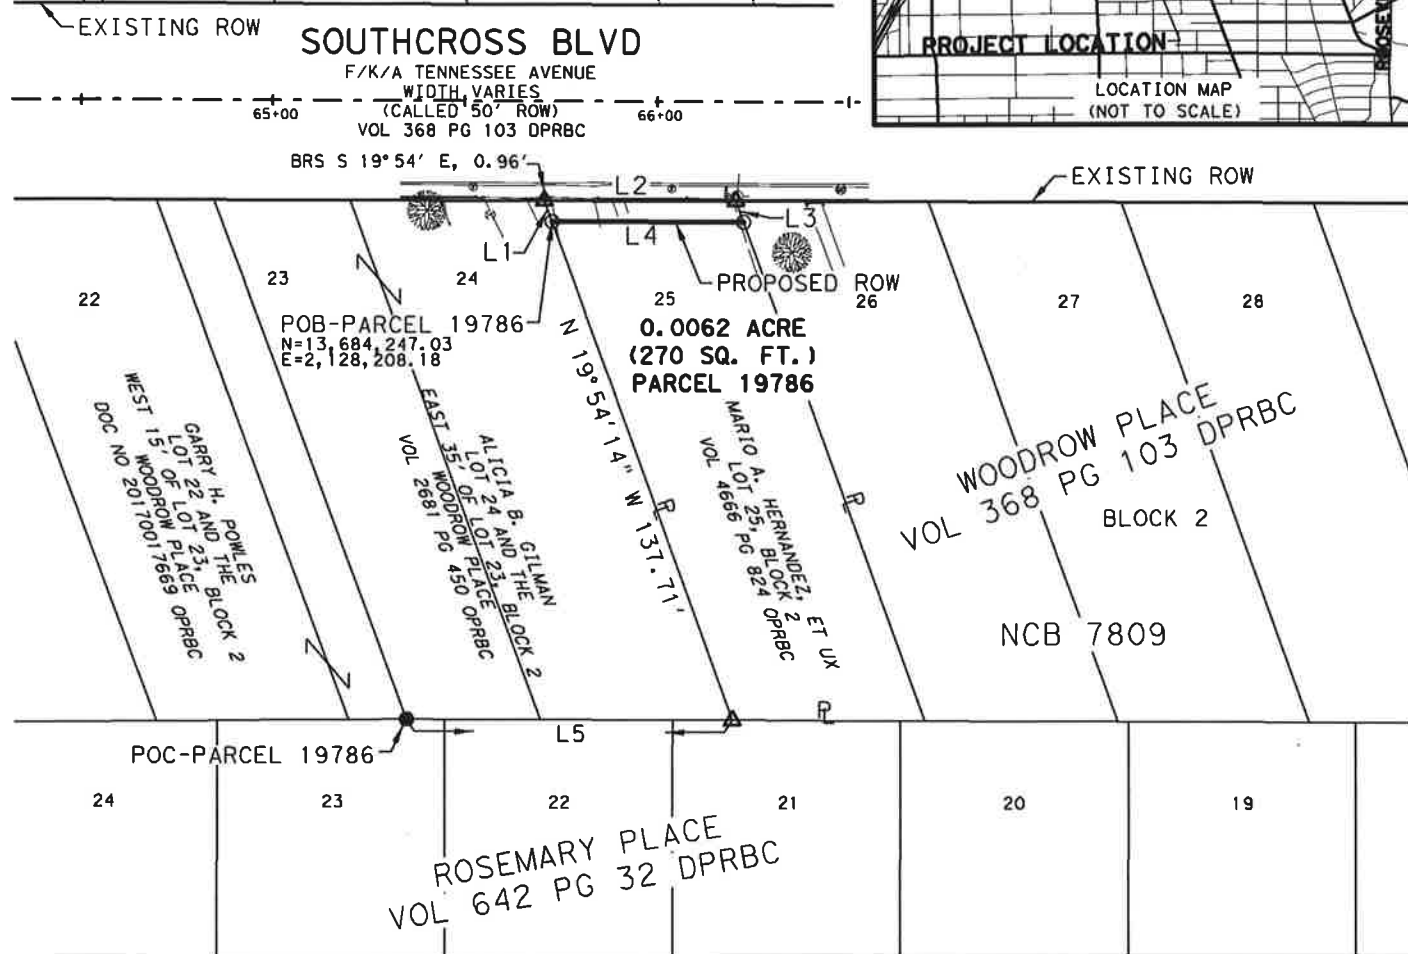 EXISTING ROW
SOUTHCROSS BLVD
F/K/A TENNESSEE AVENUE
WIDTH VARIES
(CALLED 50' ROW)
VOL 368 PG 103 DPRBC
65+00
66+00
PROJECT LOCATION
LOCATION MAP
(NOT TO SCALE)
BRS S 19°54' E, 0.96'
EXISTING ROW
L2
L1
L4
L3
PROPOSED ROW
22
23
24
25
26
27
28
POB-PARCEL 19786
N=13,684,247.03
E=2,128,208.18
0.0062 ACRE
(270 SQ. FT.)
PARCEL 19786
N 19°54'14" W 137.71'
GARRY H. POWLES
LOT 22 AND THE
WEST 15' OF LOT 23, BLOCK 2
WOODROW PLACE
DOC NO 20170017669 OPRBC
ALICIA B. GILMAN
LOT 24 AND THE
EAST 35' OF LOT 23, BLOCK 2
WOODROW PLACE
VOL 2681 PG 450 OPRBC
MARIO A. HERNANDEZ, ET UX
LOT 25, BLOCK 2
VOL 4666 PG 824 OPRBC
WOODROW PLACE
VOL 368 PG 103 DPRBC
BLOCK 2
NCB 7809
POC-PARCEL 19786
L5
24
23
22
21
20
19
ROSEMARY PLACE
VOL 642 PG 32 DPRBC